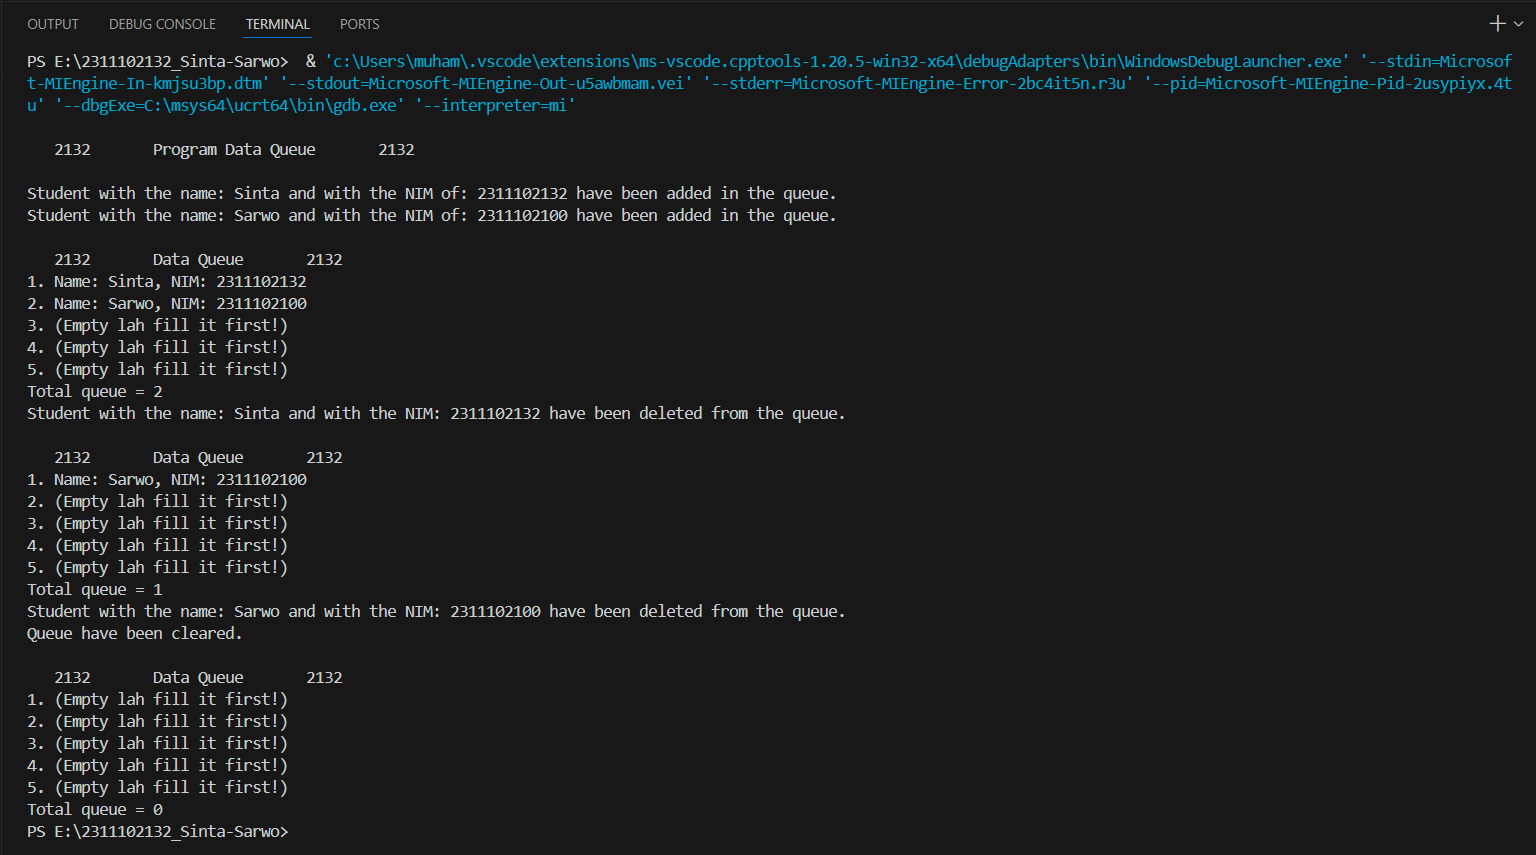 OUTPUT DEBUG CONSOLE TERMINAL PORTS
PS E:\2311102132_Sinta-Sarwo>  & 'c:\Users\muham\.vscode\extensions\ms-vscode.cpptools-1.20.5-win32-x64\debugAdapters\bin\WindowsDebugLauncher.exe' '--stdin=Microsof
t-MIEngine-In-kmjsu3bp.dtm' '--stdout=Microsoft-MIEngine-Out-u5awbmam.vei' '--stderr=Microsoft-MIEngine-Error-2bc4it5n.r3u' '--pid=Microsoft-MIEngine-Pid-2usypiyx.4t
u' '--dbgExe=C:\msys64\ucrt64\bin\gdb.exe' '--interpreter=mi'
2132       Program Data Queue       2132
Student with the name: Sinta and with the NIM of: 2311102132 have been added in the queue.
Student with the name: Sarwo and with the NIM of: 2311102100 have been added in the queue.
2132       Data Queue       2132
1. Name: Sinta, NIM: 2311102132
2. Name: Sarwo, NIM: 2311102100
3. (Empty lah fill it first!)
4. (Empty lah fill it first!)
5. (Empty lah fill it first!)
Total queue = 2
Student with the name: Sinta and with the NIM: 2311102132 have been deleted from the queue.
2132       Data Queue       2132
1. Name: Sarwo, NIM: 2311102100
2. (Empty lah fill it first!)
3. (Empty lah fill it first!)
4. (Empty lah fill it first!)
5. (Empty lah fill it first!)
Total queue = 1
Student with the name: Sarwo and with the NIM: 2311102100 have been deleted from the queue.
Queue have been cleared.
2132       Data Queue       2132
1. (Empty lah fill it first!)
2. (Empty lah fill it first!)
3. (Empty lah fill it first!)
4. (Empty lah fill it first!)
5. (Empty lah fill it first!)
Total queue = 0
PS E:\2311102132_Sinta-Sarwo>